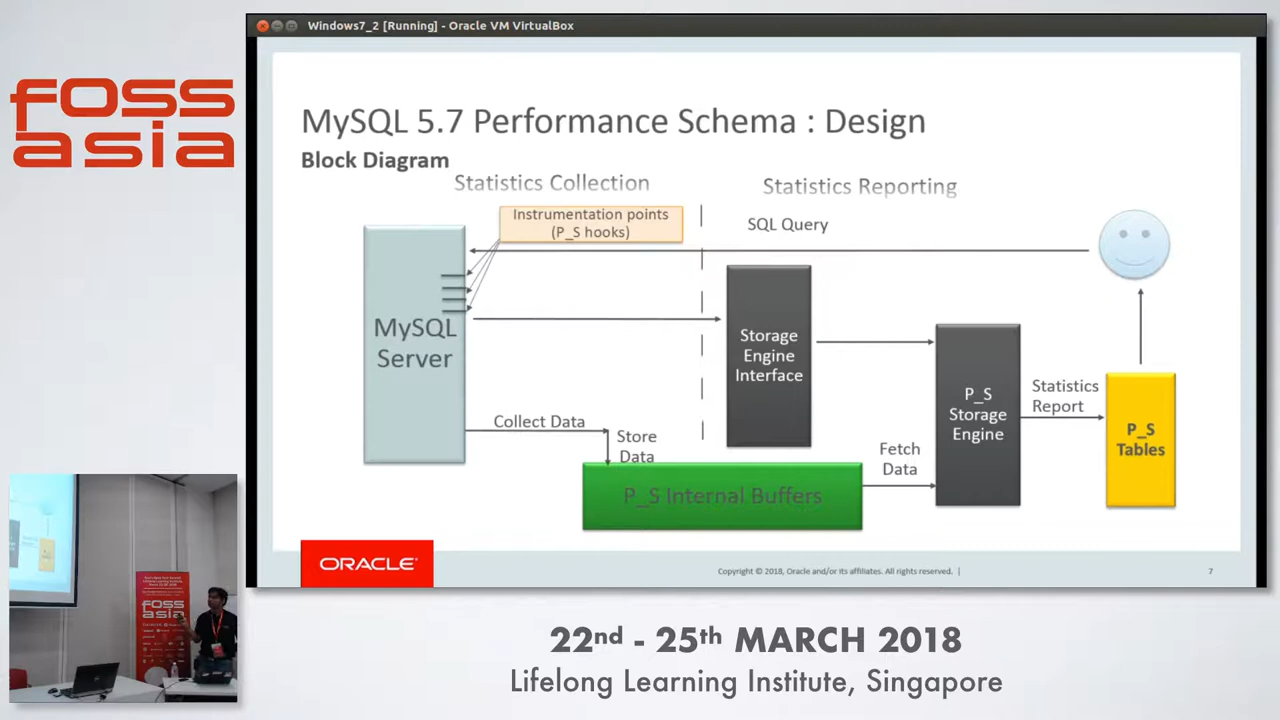 Windows7_2 [Running] - Oracle VM VirtualBox
FOSS
asia
MySQL 5.7 Performance Schema : Design
Block Diagram
Statistics Collection
Statistics Reporting
Instrumentation points
(P_S hooks)
SQL Query
MySQL
Server
Storage
Engine
Interface
P_S
Storage
Engine
Statistics
Report
P_S
Tables
Collect Data
Store
Data
Fetch
Data
P_S Internal Buffers
ORACLE
Copyright © 2018, Oracle and/or its affiliates. All rights reserved. |
7
FOSS
asia
22nd - 25th MARCH 2018
Lifelong Learning Institute, Singapore